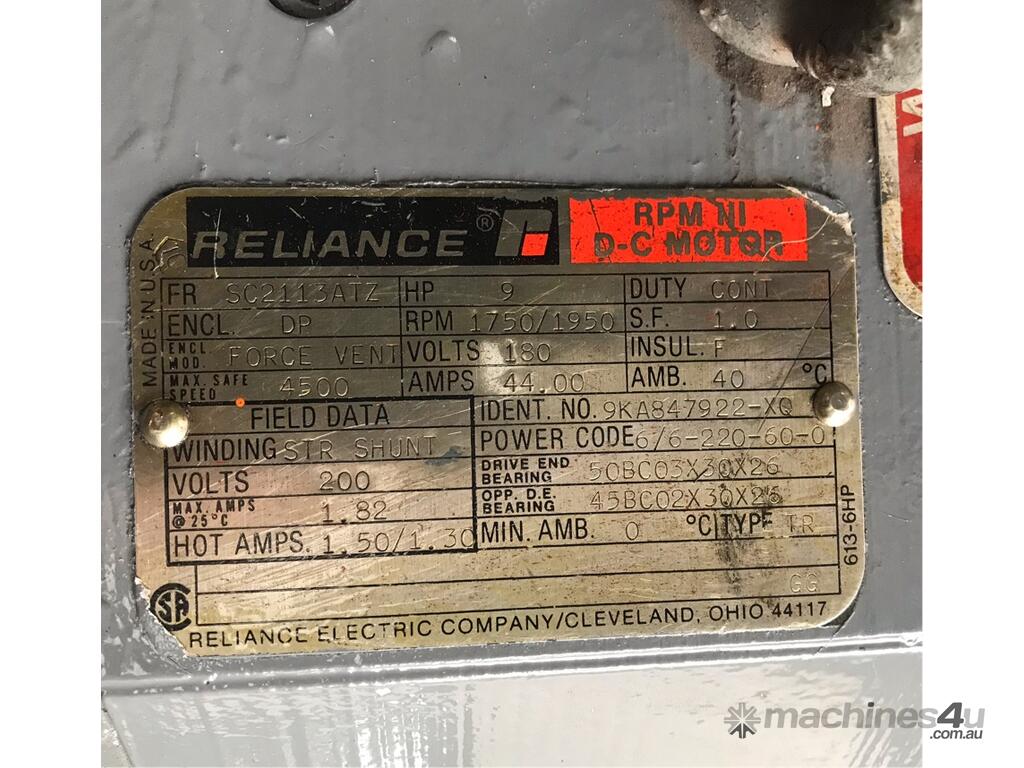 RELIANCE ®
RPM NI
D-C MOTOR
MADE IN U.S.A.
FR SC2113ATZ HP 9 DUTY CONT
ENCL. DP RPM 1750/1950 S.F. 1.0
ENCL. MOD. FORCE VENT VOLTS 180 INSUL. F
MAX. SAFE SPEED 4500 AMPS 44.00 AMB. 40 °C
FIELD DATA
WINDING STR SHUNT
VOLTS 200
MAX. AMPS @ 25°C 1.82
HOT AMPS. 1.50/1.30
IDENT. NO. 9KA847922-XQ
POWER CODE 6/6-220-60-0
DRIVE END BEARING 50BC03X30X26
OPP. D.E. BEARING 45BC02X30X26
MIN. AMB. 0 °C TYPE TR
GG
613-6HP
SA
RELIANCE ELECTRIC COMPANY/CLEVELAND, OHIO 44117
machines4u
.com.au